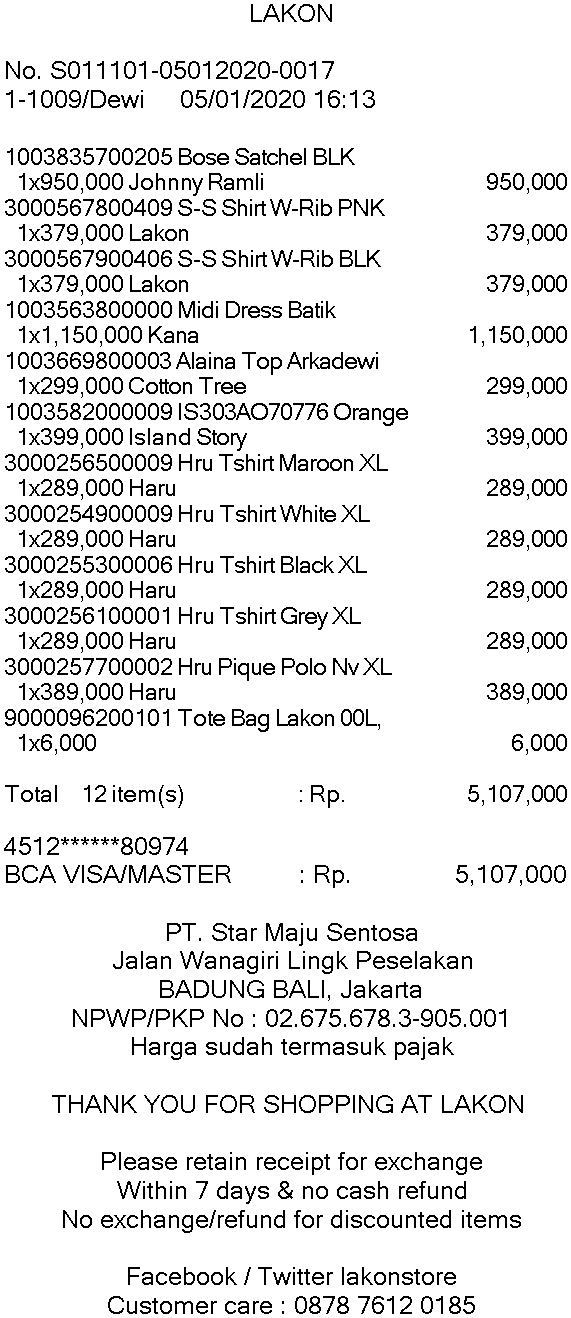 LAKON
No. S011101-05012020-0017
1-1009/Dewi 05/01/2020 16:13
1003835700205 Bose Satchel BLK
1x950,000 Johnny Ramli 950,000
3000567800409 S-S Shirt W-Rib PNK
1x379,000 Lakon 379,000
3000567900406 S-S Shirt W-Rib BLK
1x379,000 Lakon 379,000
1003563800000 Midi Dress Batik
1x1,150,000 Kana 1,150,000
1003669800003 Alaina Top Arkadewi
1x299,000 Cotton Tree 299,000
1003582000009 IS303AO70776 Orange
1x399,000 Island Story 399,000
3000256500009 Hru Tshirt Maroon XL
1x289,000 Haru 289,000
3000254900009 Hru Tshirt White XL
1x289,000 Haru 289,000
3000255300006 Hru Tshirt Black XL
1x289,000 Haru 289,000
3000256100001 Hru Tshirt Grey XL
1x289,000 Haru 289,000
3000257700002 Hru Pique Polo Nv XL
1x389,000 Haru 389,000
9000096200101 Tote Bag Lakon 00L,
1x6,000 6,000
Total 12 item(s) : Rp. 5,107,000
4512******80974
BCA VISA/MASTER : Rp. 5,107,000
PT. Star Maju Sentosa
Jalan Wanagiri Lingk Peselakan
BADUNG BALI, Jakarta
NPWP/PKP No : 02.675.678.3-905.001
Harga sudah termasuk pajak
THANK YOU FOR SHOPPING AT LAKON
Please retain receipt for exchange
Within 7 days & no cash refund
No exchange/refund for discounted items
Facebook / Twitter lakonstore
Customer care : 0878 7612 0185